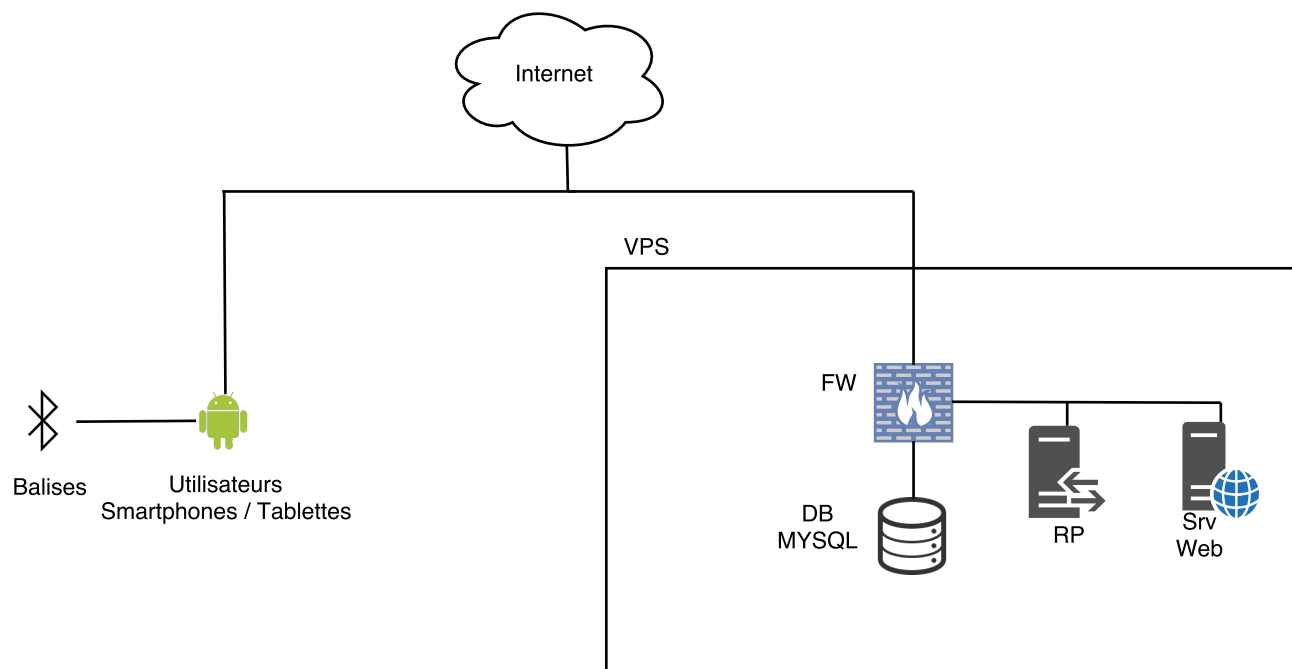 Internet
VPS
FW
Balises
Utilisateurs
Smartphones / Tablettes
DB
MYSQL
RP
Srv
Web